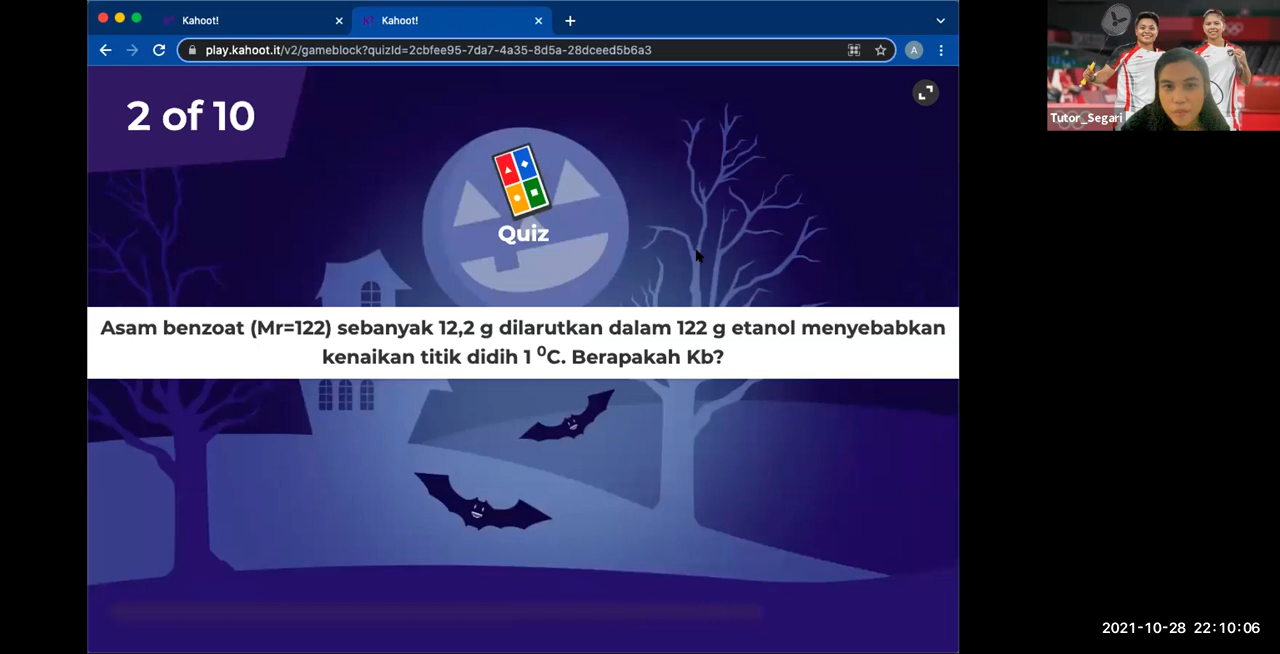 Kahoot!
Kahoot!
play.kahoot.it/v2/gameblock?quizId=2cbfee95-7da7-4a35-8d5a-28dceed5b6a3
A
2 of 10
Quiz
Asam benzoat (Mr=122) sebanyak 12,2 g dilarutkan dalam 122 g etanol menyebabkan
kenaikan titik didih 1 ⁰C. Berapakah Kb?
Tutor_Segari
2021-10-28 22:10:06